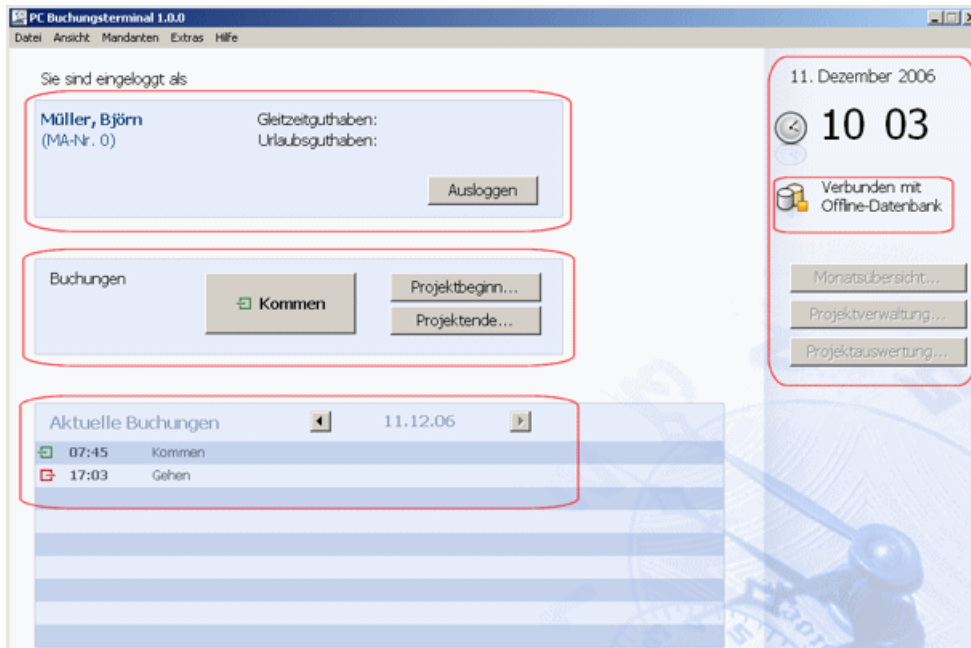 PC Buchungsterminal 1.0.0
Datei Ansicht Mandanten Extras Hilfe
Sie sind eingeloggt als
Müller, Björn
(MA-Nr. 0)
Gleitzeitguthaben:
Urlaubsguthaben:
Ausloggen
Buchungen
Kommen
Projektbeginn...
Projektende...
Aktuelle Buchungen
11.12.06
07:45 Kommen
17:03 Gehen
11. Dezember 2006
10 03
Verbunden mit
Offline-Datenbank
Monatsübersicht...
Projektverwaltung...
Projektauswertung...